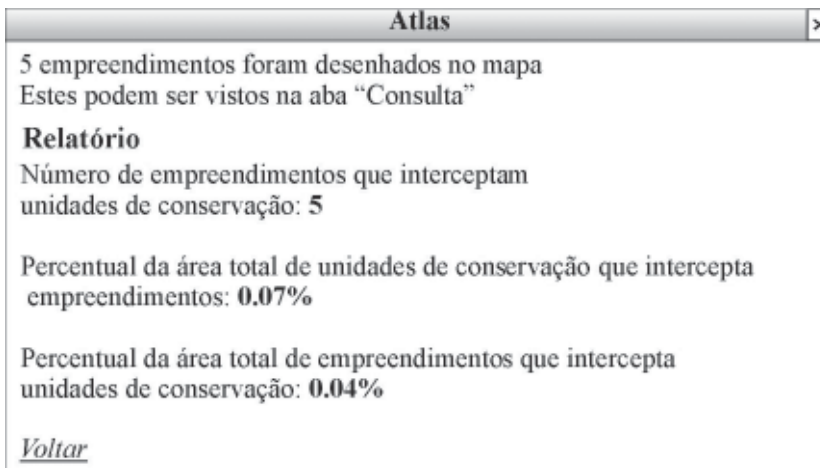 Atlas
5 empreendimentos foram desenhados no mapa
Estes podem ser vistos na aba “Consulta”
Relatório
Número de empreendimentos que interceptam
unidades de conservação: 5
Percentual da área total de unidades de conservação que intercepta
empreendimentos: 0.07%
Percentual da área total de empreendimentos que intercepta
unidades de conservação: 0.04%
Voltar